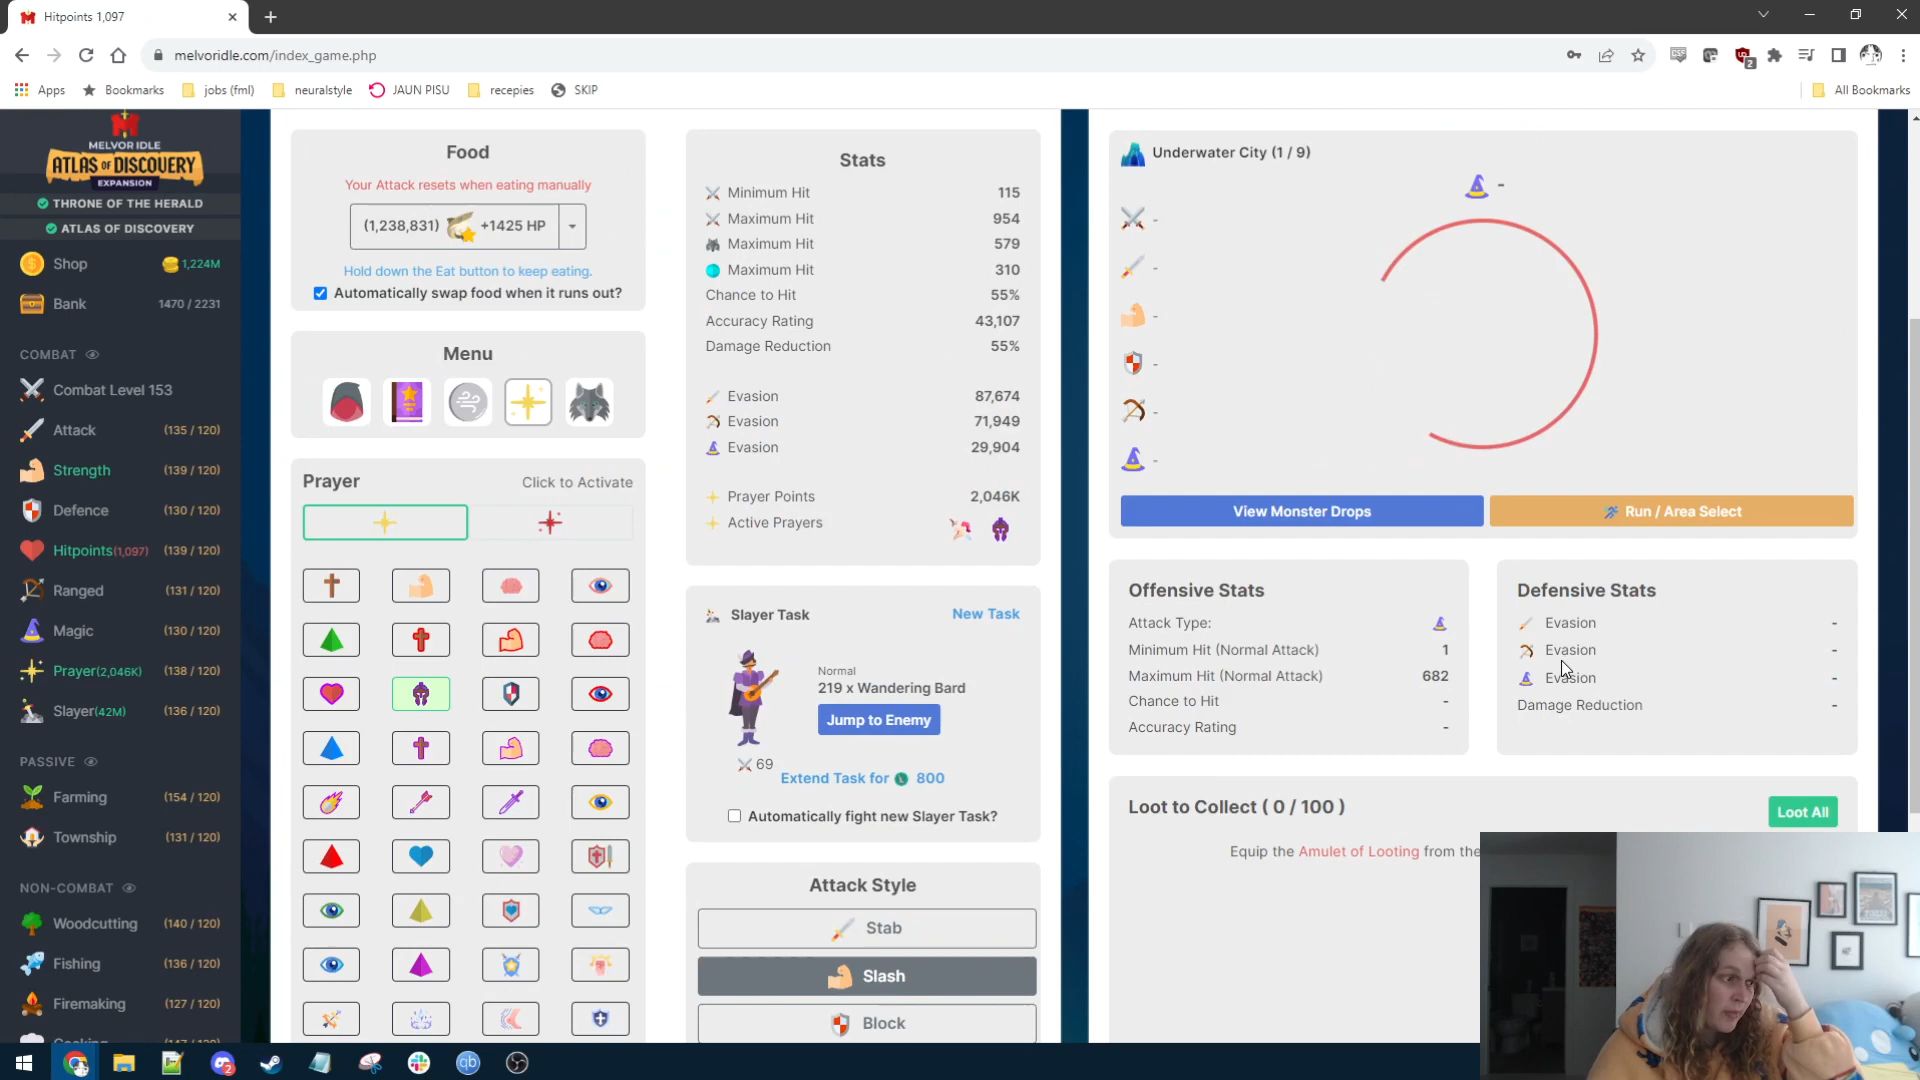 Hitpoints 1,097
melvoridle.com/index_game.php
2
Apps
Bookmarks
jobs (fml)
neuralstyle
JAUN PISU
recepies
SKIP
All Bookmarks
MELVOR IDLE
ATLAS OF DISCOVERY
EXPANSION
THRONE OF THE HERALD
ATLAS OF DISCOVERY
Shop 1,224M
Bank 1470 / 2231
COMBAT
Combat Level 153
Attack (135 / 120)
Strength (139 / 120)
Defence (130 / 120)
Hitpoints(1,097) (139 / 120)
Ranged (131 / 120)
Magic (130 / 120)
Prayer(2,046K) (138 / 120)
Slayer(42M) (136 / 120)
PASSIVE
Farming (154 / 120)
Township (131 / 120)
NON-COMBAT
Woodcutting (140 / 120)
Fishing (136 / 120)
Firemaking (127 / 120)
Food
Your Attack resets when eating manually
(1,238,831) +1425 HP
Hold down the Eat button to keep eating.
Automatically swap food when it runs out?
Menu
Prayer
Click to Activate
Stats
Minimum Hit 115
Maximum Hit 954
Maximum Hit 579
Maximum Hit 310
Chance to Hit 55%
Accuracy Rating 43,107
Damage Reduction 55%
Evasion 87,674
Evasion 71,949
Evasion 29,904
Prayer Points 2,046K
Active Prayers
Slayer Task
New Task
Normal
219 x Wandering Bard
Jump to Enemy
69
Extend Task for 800
Automatically fight new Slayer Task?
Attack Style
Stab
Slash
Block
Underwater City (1 / 9)
-
-
-
-
-
-
-
View Monster Drops
Run / Area Select
Offensive Stats
Attack Type:
Minimum Hit (Normal Attack) 1
Maximum Hit (Normal Attack) 682
Chance to Hit -
Accuracy Rating -
Defensive Stats
Evasion -
Evasion -
Evasion -
Damage Reduction -
Loot to Collect ( 0 / 100 )
Loot All
Equip the Amulet of Looting from the
2